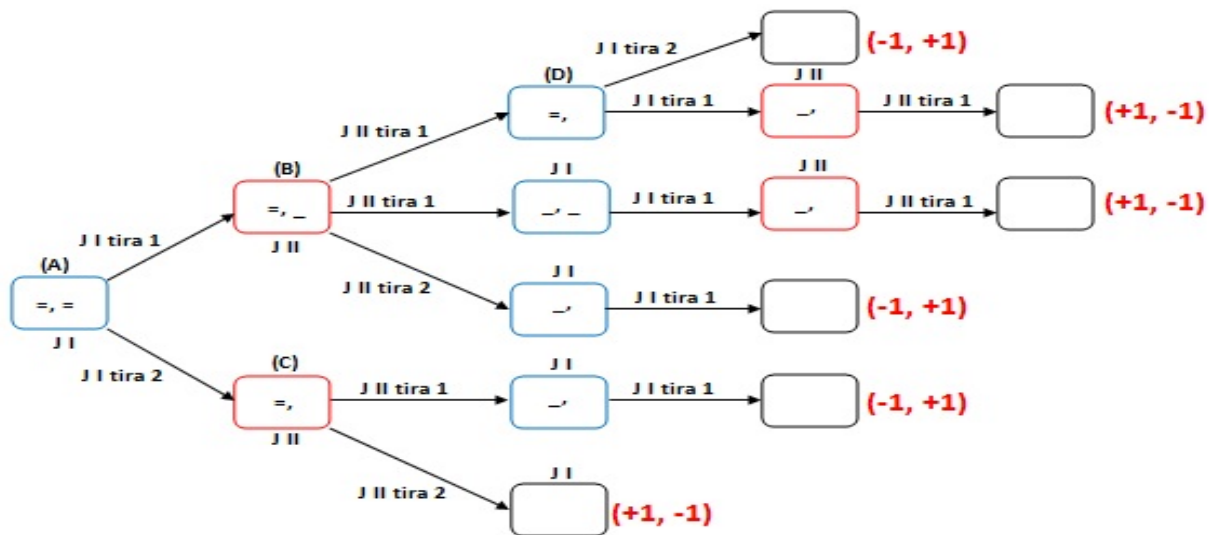 J I tira 2
(-1, +1)
(D)
=,
J I tira 1
J II
_,
J II tira 1
(+1, -1)
J II tira 1
(B)
=, _
J II
J II tira 1
J I
_, _
J I tira 1
J II
_,
J II tira 1
(+1, -1)
J I tira 1
J II tira 2
J I
_,
J I tira 1
(-1, +1)
(A)
=, =
J I
J I tira 2
(C)
=,
J II
J II tira 1
J I
_,
J I tira 1
(-1, +1)
J II tira 2
J I
(+1, -1)